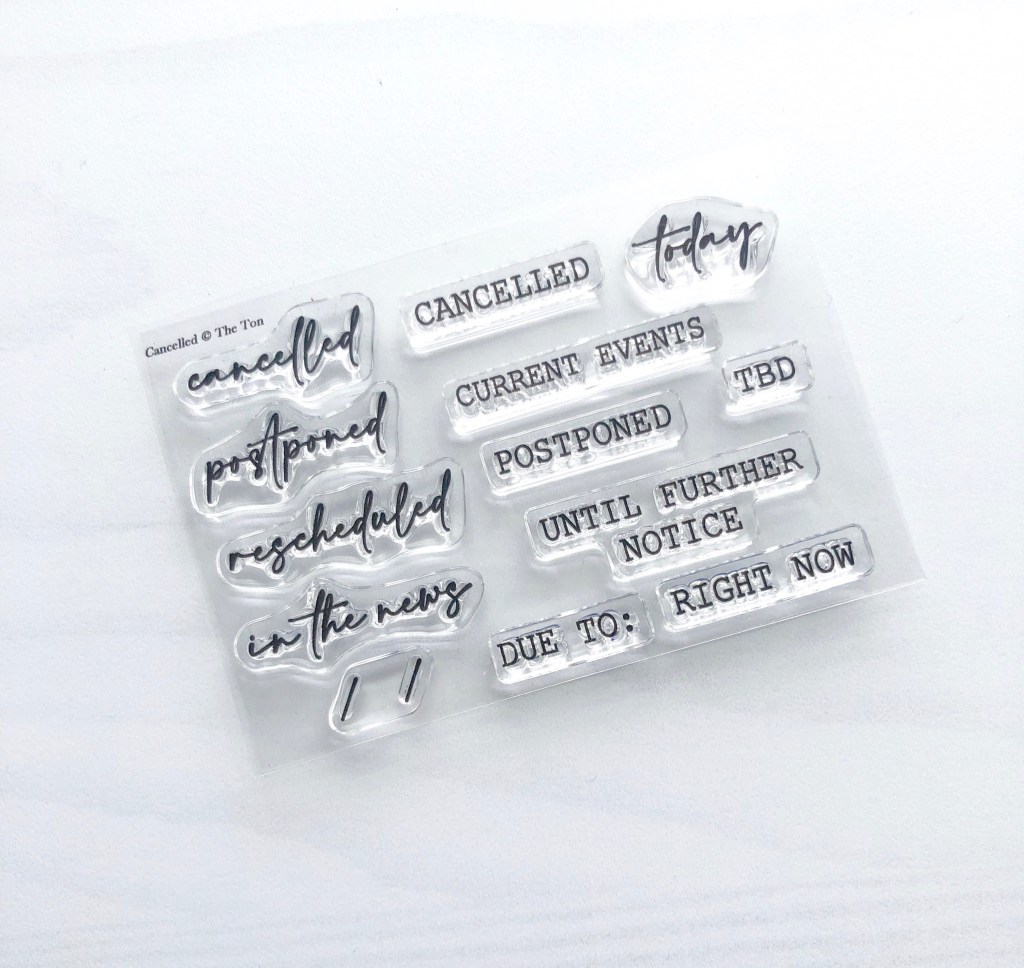 Cancelled © The Ton
cancelled
postponed
rescheduled
in the news
/ /
CANCELLED
today
CURRENT EVENTS
TBD
POSTPONED
UNTIL FURTHER
NOTICE
RIGHT NOW
DUE TO: